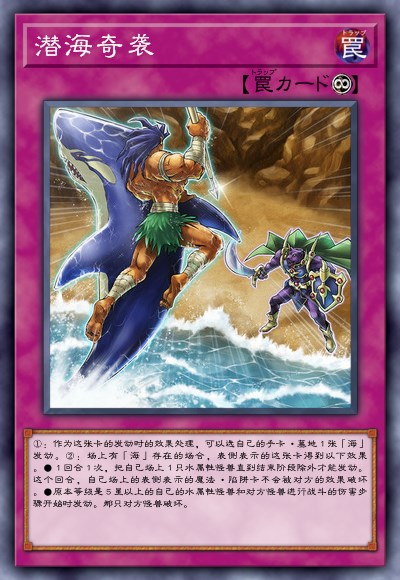 潜海奇袭
トラップ
罠
トラップ
【罠カード】
①：作为这张卡的发动时的效果处理，可以选自己的手卡・墓地1张「海」
发动。②：场上有「海」存在的场合，表侧表示的这张卡得到以下效果
。●1回合1次，把自己场上1只水属性怪兽直到结束阶段除外才能发动。
这个回合，自己场上的表侧表示的魔法・陷阱卡不会被对方的效果破坏
。●原本等级是5星以上的自己的水属性怪兽和对方怪兽进行战斗的伤害步
骤开始时发动。那只对方怪兽破坏。